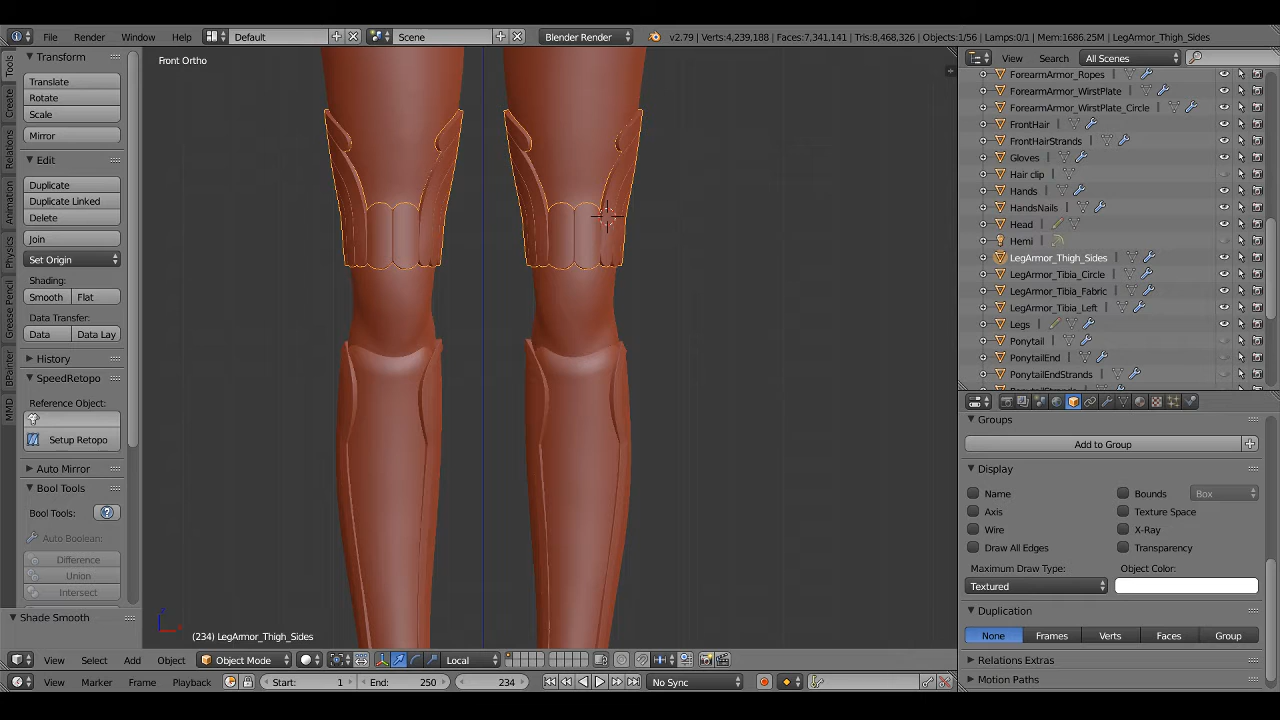 File Render Window Help Default Scene Blender Render v2.79 | Verts:4,239,188 | Faces:7,341,141 | Tris:8,468,326 | Objects:1/56 | Lamps:0/1 | Mem:1686.25M | LegArmor_Thigh_Sides
Tools
Create
Relations
Animation
Physics
Grease Pencil
BPainter
MMD
Transform
Translate
Rotate
Scale
Mirror
Edit
Duplicate
Duplicate Linked
Delete
Join
Set Origin
Shading:
Smooth Flat
Data Transfer:
Data Data Lay
History
SpeedRetopo
Reference Object:
Setup Retopo
Auto Mirror
Bool Tools
Bool Tools:
Auto Boolean:
Difference
Union
Intersect
Shade Smooth
Front Ortho
(234) LegArmor_Thigh_Sides
View Select Add Object Object Mode Local
View Marker Frame Playback Start: 1 End: 250 234 No Sync
View Search All Scenes
ForearmArmor_Ropes
ForearmArmor_WirstPlate
ForearmArmor_WirstPlate_Circle
FrontHair
FrontHairStrands
Gloves
Hair clip
Hands
HandsNails
Head
Hemi
LegArmor_Thigh_Sides
LegArmor_Tibia_Circle
LegArmor_Tibia_Fabric
LegArmor_Tibia_Left
Legs
Ponytail
PonytailEnd
PonytailEndStrands
Groups
Add to Group
Display
Name Bounds Box
Axis Texture Space
Wire X-Ray
Draw All Edges Transparency
Maximum Draw Type: Object Color:
Textured
Duplication
None Frames Verts Faces Group
Relations Extras
Motion Paths